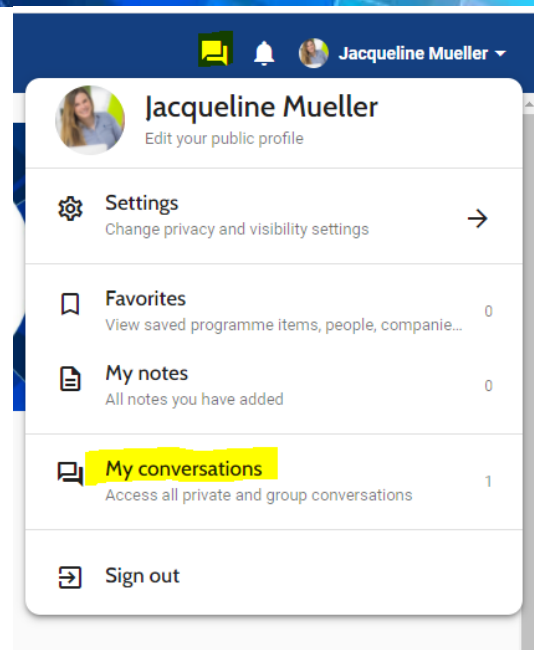 Jacqueline Mueller
Jacqueline Mueller
Edit your public profile
Settings
Change privacy and visibility settings
Favorites
View saved programme items, people, companie...
0
My notes
All notes you have added
0
My conversations
Access all private and group conversations
1
Sign out